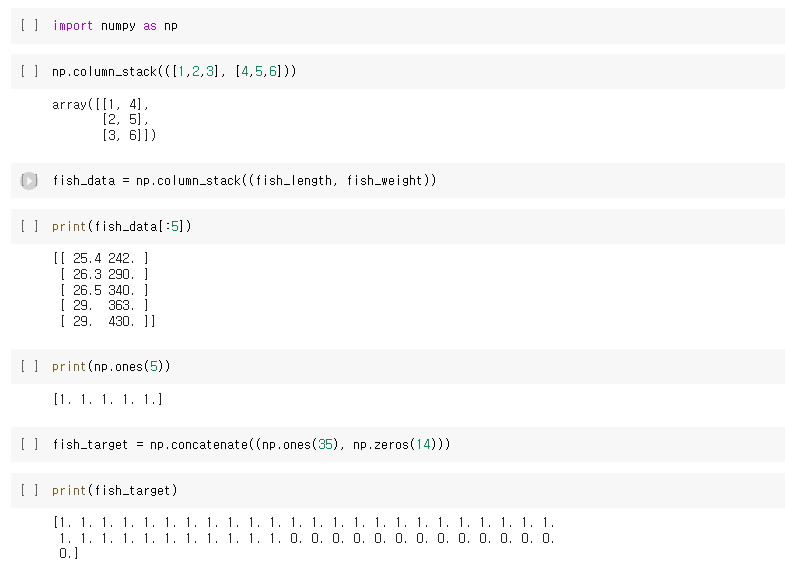 [ ] import numpy as np
[ ] np.column_stack(([1,2,3], [4,5,6]))
array([[1, 4],
       [2, 5],
       [3, 6]])
[ ] fish_data = np.column_stack((fish_length, fish_weight))
[ ] print(fish_data[:5])
[[ 25.4 242. ]
 [ 26.3 290. ]
 [ 26.5 340. ]
 [ 29.  363. ]
 [ 29.  430. ]]
[ ] print(np.ones(5))
[1. 1. 1. 1. 1.]
[ ] fish_target = np.concatenate((np.ones(35), np.zeros(14)))
[ ] print(fish_target)
[1. 1. 1. 1. 1. 1. 1. 1. 1. 1. 1. 1. 1. 1. 1. 1. 1. 1. 1. 1. 1. 1. 1. 1.
 1. 1. 1. 1. 1. 1. 1. 1. 1. 1. 1. 0. 0. 0. 0. 0. 0. 0. 0. 0. 0. 0. 0. 0.
 0.]